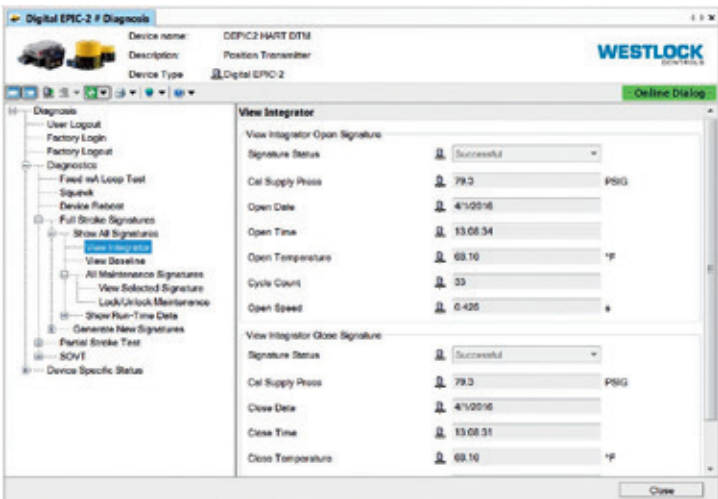 Digital EPIC-2 # Diagnosis
Device name: DEPIC2 HART DTM
Description: Position Transmitter
Device Type Digital EPIC-2
WESTLOCK
CONTROLS
Online Dialog
Diagnosis
User Logout
Factory Login
Factory Logout
Diagnostics
Fixed mA Loop Test
Squawk
Device Reboot
Full Stroke Signatures
Show All Signatures
View Integrator
View Baseline
All Maintenance Signatures
View Selected Signature
Lock/Unlock Maintenance
Show Run-Time Data
Generate New Signatures
Partial Stroke Test
SOVT
Device Specific Status
View Integrator
View Integrator Open Signature
Signature Status Successful
Cal Supply Press 79.3 PSIG
Open Date 4/1/2016
Open Time 13:08:34
Open Temperature 69.10 °F
Cycle Count 33
Open Speed 0.425 s
View Integrator Close Signature
Signature Status Successful
Cal Supply Press 79.3 PSIG
Close Date 4/1/2016
Close Time 13:08:31
Close Temperature 69.10 °F
Close